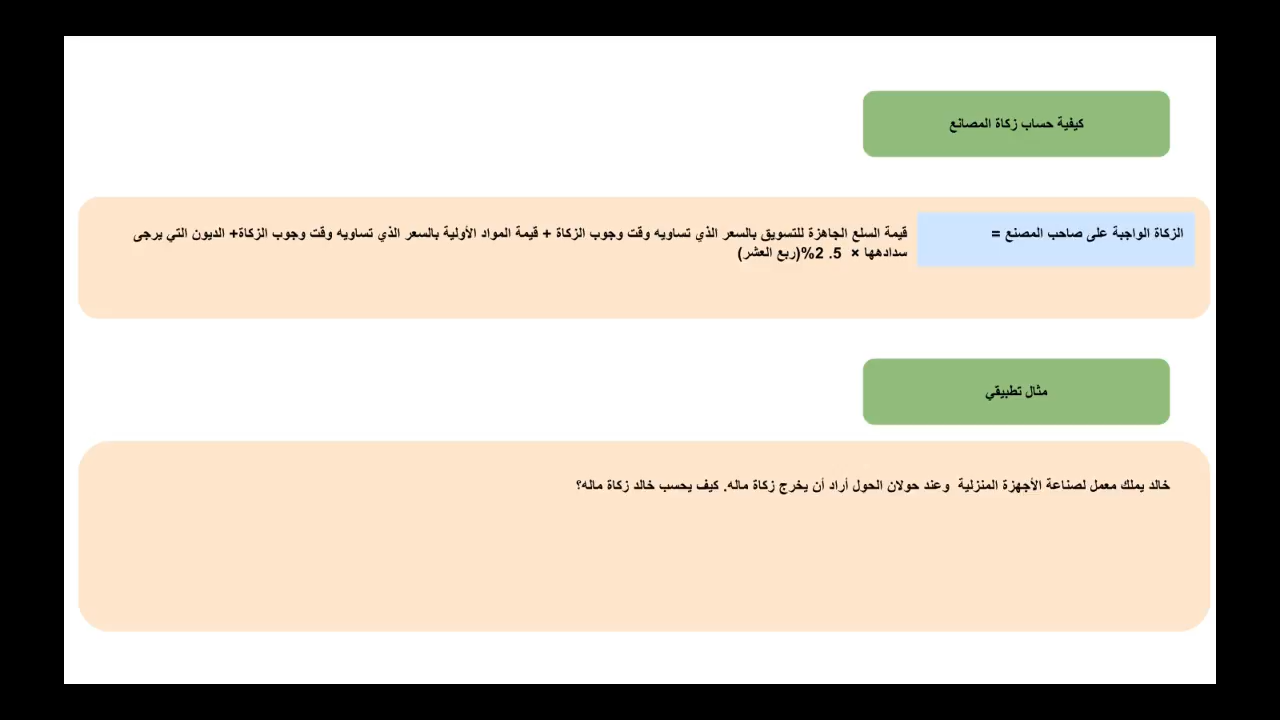 كيفية حساب زكاة المصانع
الزكاة الواجبة على صاحب المصنع =
قيمة السلع الجاهزة للتسويق بالسعر الذي تساويه وقت وجوب الزكاة + قيمة المواد الأولية بالسعر الذي تساويه وقت وجوب الزكاة+ الديون التي يرجى
سدادهها × 5. 2%(ربع العشر)
مثال تطبيقي
خالد يملك معمل لصناعة الأجهزة المنزلية وعند حولان الحول أراد أن يخرج زكاة ماله. كيف يحسب خالد زكاة ماله؟